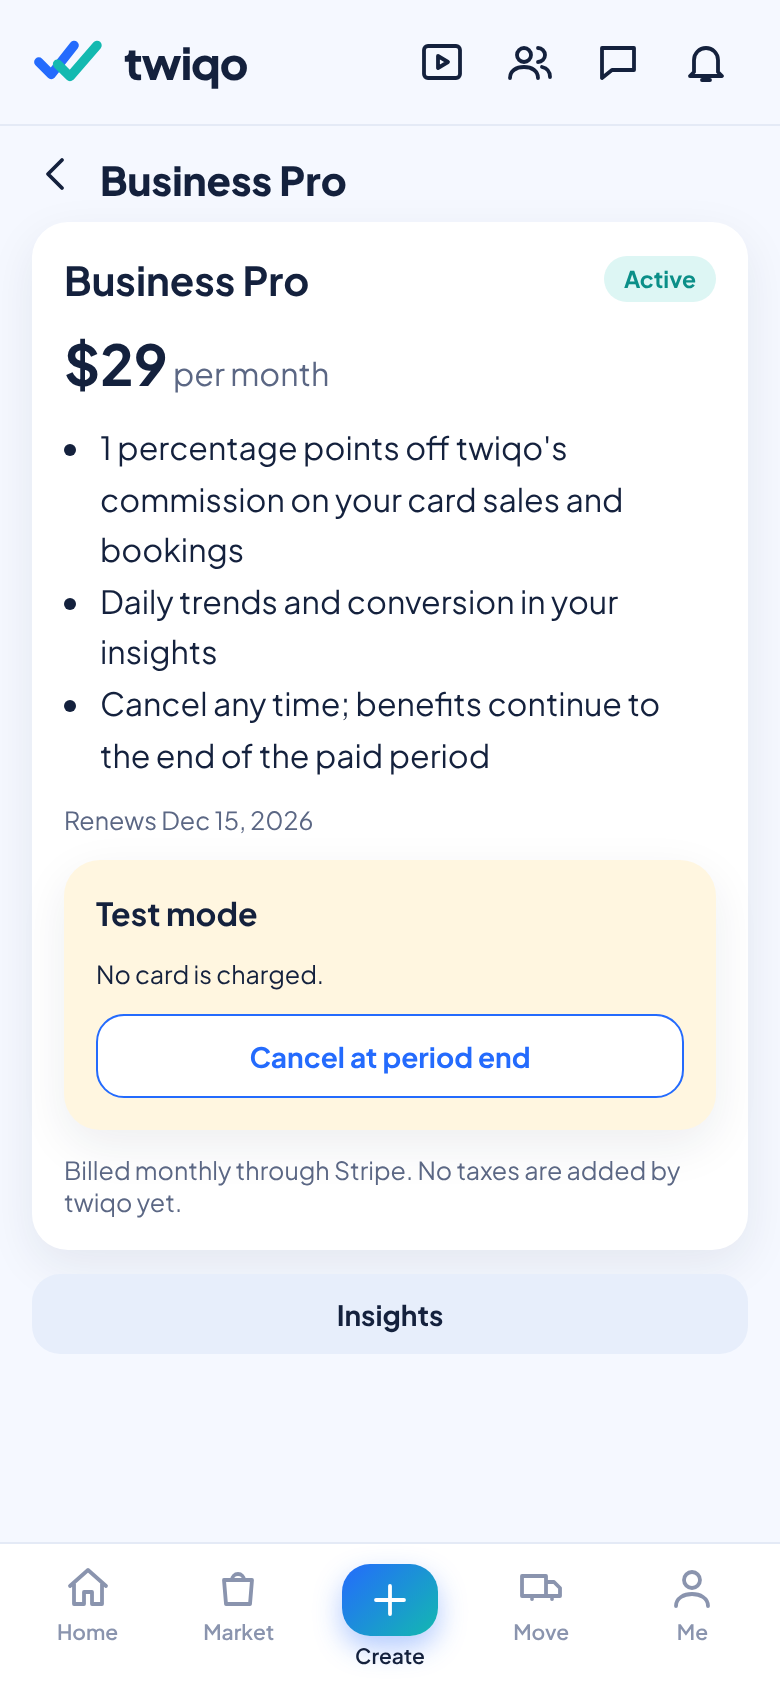 twiqo
Business Pro
Business Pro
Active
$29 per month
• 1 percentage points off twiqo's
commission on your card sales and
bookings
• Daily trends and conversion in your
insights
• Cancel any time; benefits continue to
the end of the paid period
Renews Dec 15, 2026
Test mode
No card is charged.
Cancel at period end
Billed monthly through Stripe. No taxes are added by
twiqo yet.
Insights
Home
Market
Create
Move
Me